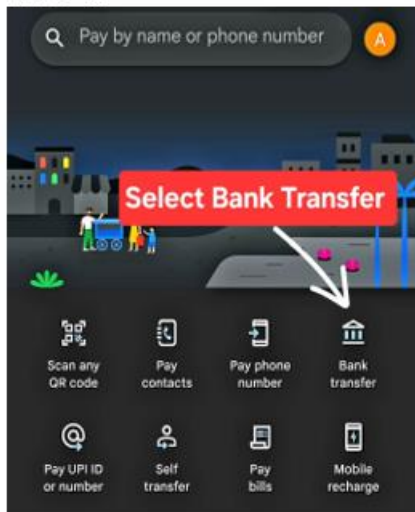 Pay by name or phone number
A
Select Bank Transfer
Scan any
QR code
Pay
contacts
Pay phone
number
Bank
transfer
Pay UPI ID
or number
Self
transfer
Pay
bills
Mobile
recharge